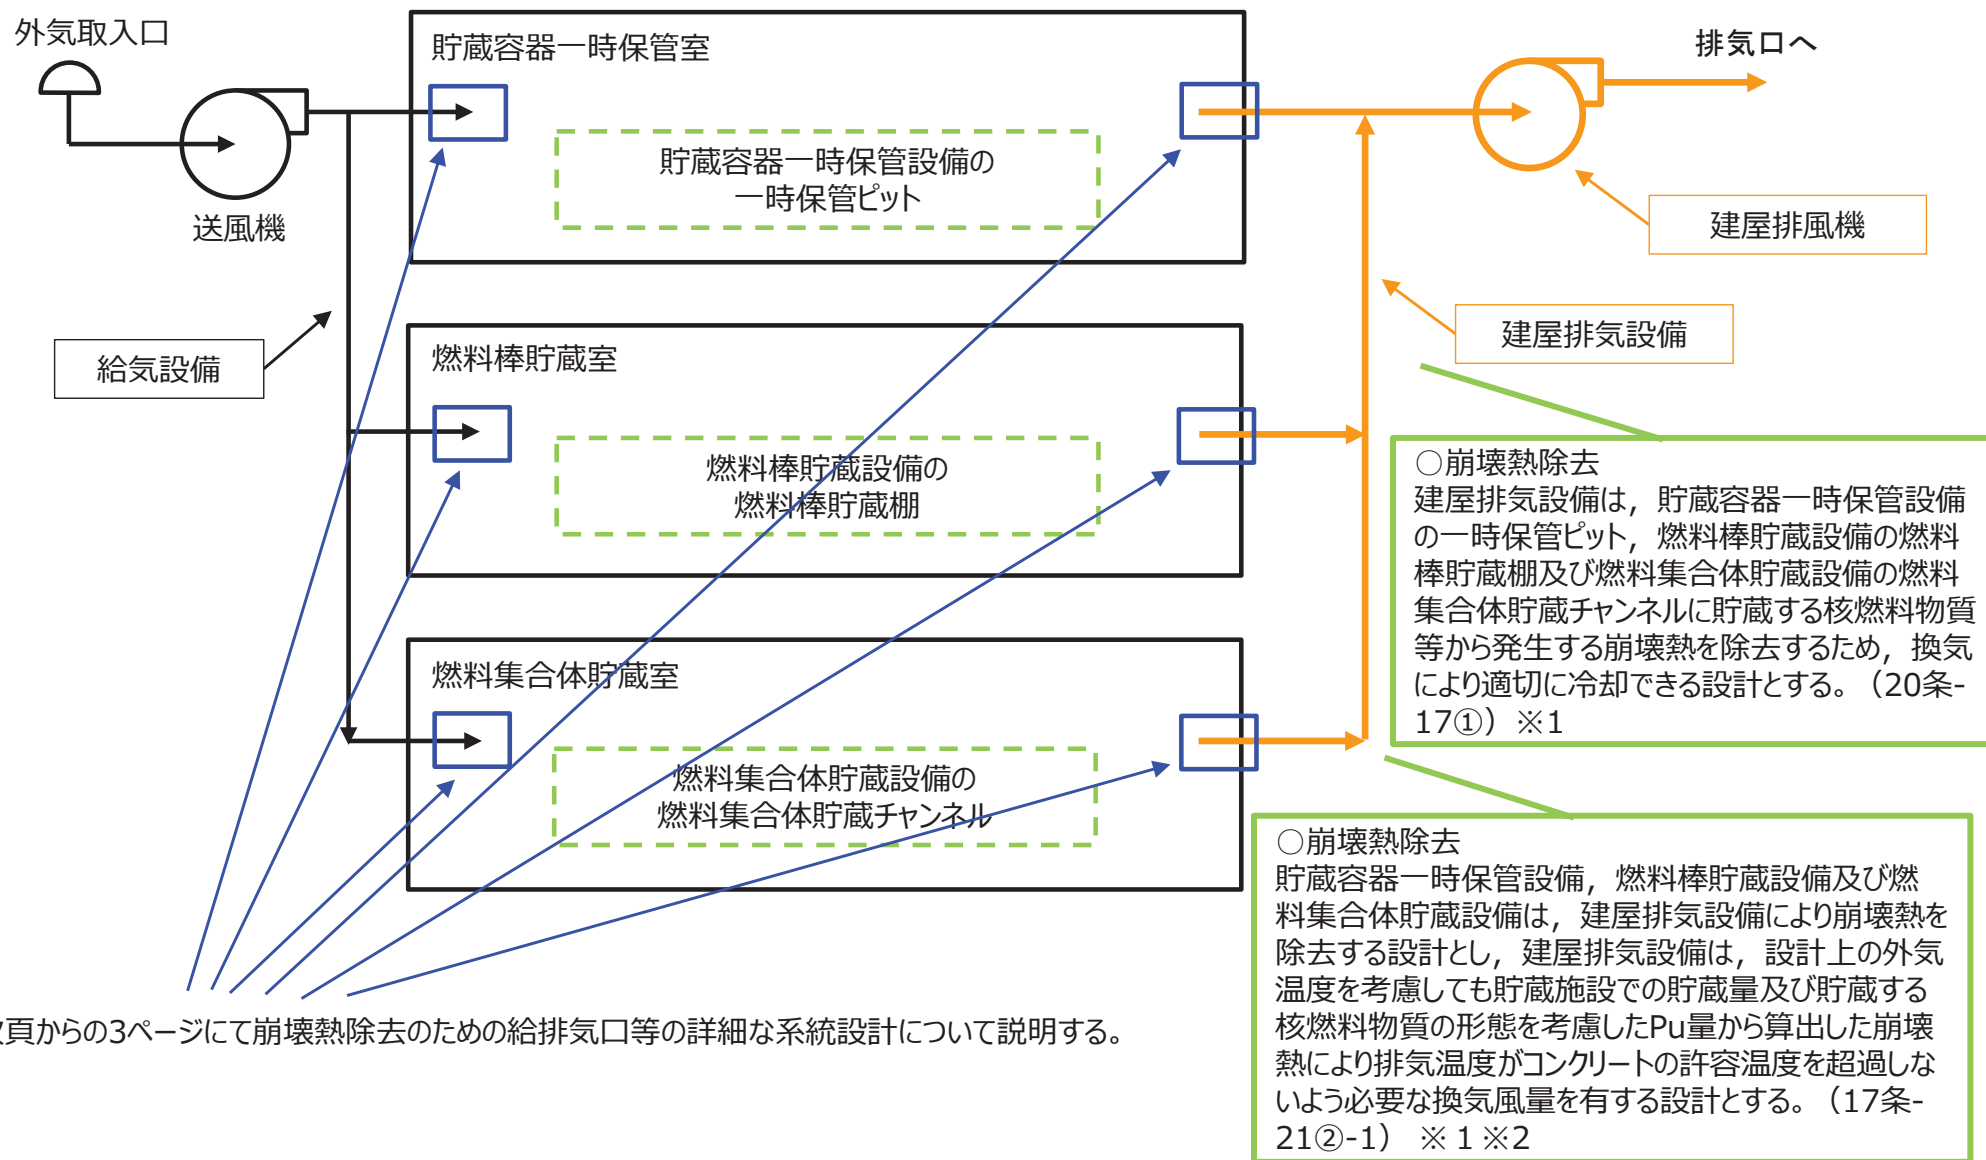 外気取入口
送風機
給気設備
貯蔵容器一時保管室
貯蔵容器一時保管設備の
一時保管ピット
燃料棒貯蔵室
燃料棒貯蔵設備の
燃料棒貯蔵棚
燃料集合体貯蔵室
燃料集合体貯蔵設備の
燃料集合体貯蔵チャンネル
排気口へ
建屋排風機
建屋排気設備
○崩壊熱除去
建屋排気設備は，貯蔵容器一時保管設備
の一時保管ピット，燃料棒貯蔵設備の燃料
棒貯蔵棚及び燃料集合体貯蔵設備の燃料
集合体貯蔵チャンネルに貯蔵する核燃料物質
等から発生する崩壊熱を除去するため，換気
により適切に冷却できる設計とする。（20条-
17①）※1
○崩壊熱除去
貯蔵容器一時保管設備，燃料棒貯蔵設備及び燃
料集合体貯蔵設備は，建屋排気設備により崩壊熱を
除去する設計とし，建屋排気設備は，設計上の外気
温度を考慮しても貯蔵施設での貯蔵量及び貯蔵する
核燃料物質の形態を考慮したPu量から算出した崩壊
熱により排気温度がコンクリートの許容温度を超過しな
いよう必要な換気風量を有する設計とする。（17条-
21②-1） ※１※2
頁からの3ページにて崩壊熱除去のための給排気口等の詳細な系統設計について説明する。